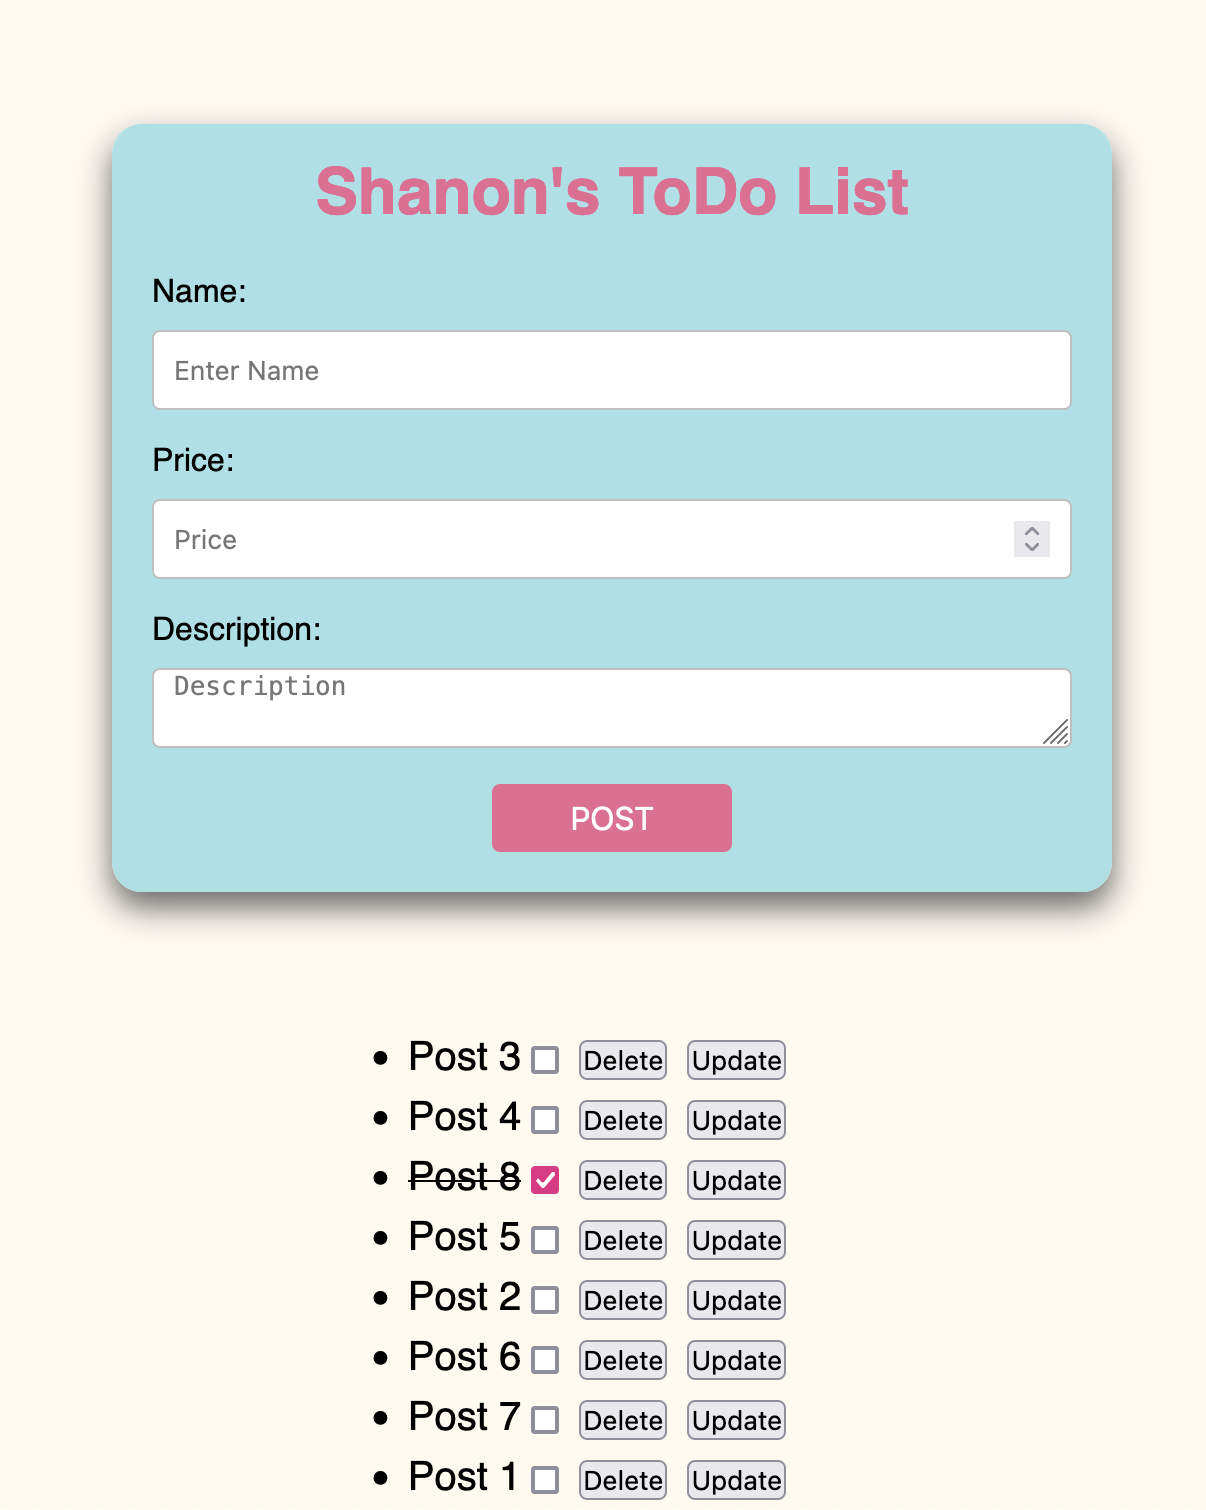 Shanon's ToDo List
Name:
Enter Name
Price:
Price
Description:
Description
POST
Post 3 Delete Update
Post 4 Delete Update
Post 8 Delete Update
Post 5 Delete Update
Post 2 Delete Update
Post 6 Delete Update
Post 7 Delete Update
Post 1 Delete Update